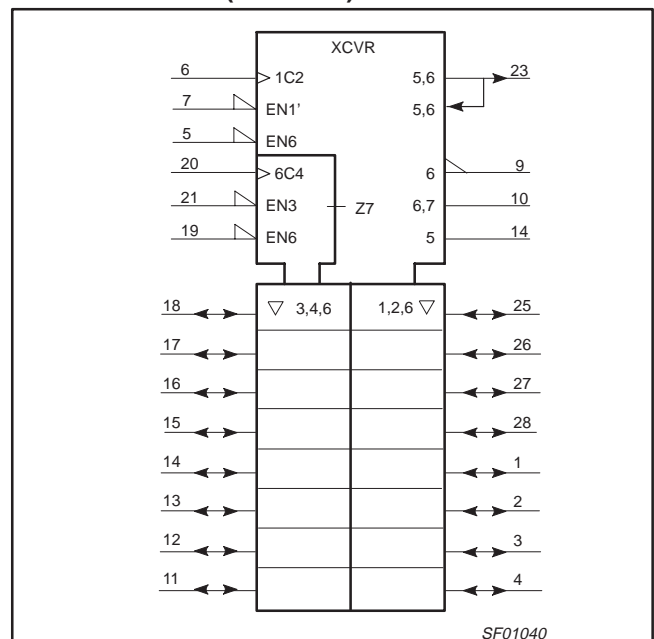 XCVR
6 1C2 5,6 23
7 EN1' 5,6
5 EN6
20 6C4 6 9
21 EN3 Z7 6,7 10
19 EN6 5 14
18 ▽ 3,4,6 1,2,6 ▽ 25
17 26
16 27
15 28
14 1
13 2
12 3
11 4
SF01040